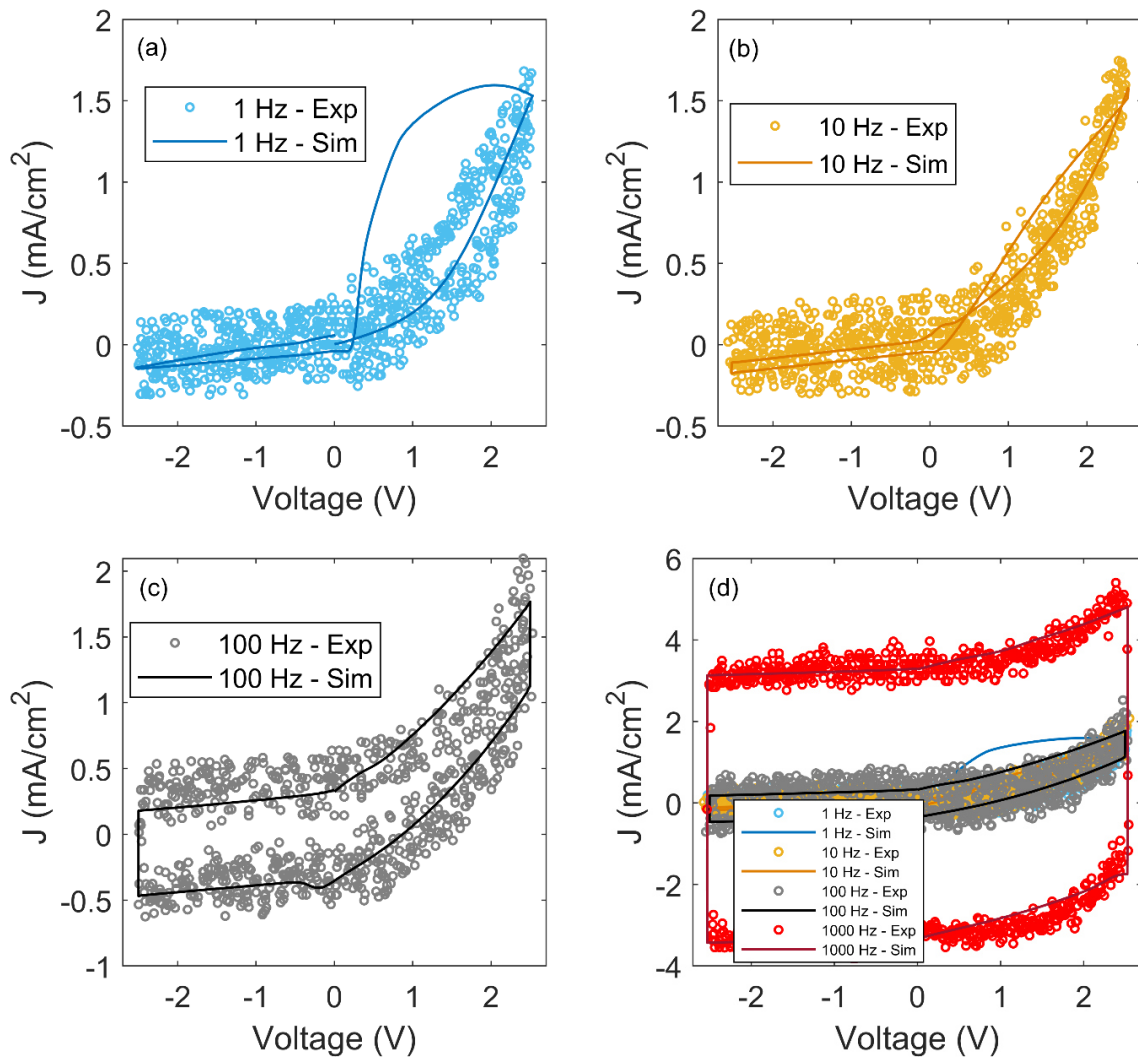 (a)
1 Hz - Exp
1 Hz - Sim
2
1.5
1
0.5
0
-0.5
J (mA/cm²)
-2
-1
0
1
2
Voltage (V)
(b)
10 Hz - Exp
10 Hz - Sim
2
1.5
1
0.5
0
-0.5
J (mA/cm²)
-2
-1
0
1
2
Voltage (V)
(c)
100 Hz - Exp
100 Hz - Sim
2
1.5
1
0.5
0
-0.5
-1
J (mA/cm²)
-2
-1
0
1
2
Voltage (V)
(d)
6
4
2
0
-2
-4
J (mA/cm²)
1 Hz - Exp
1 Hz - Sim
10 Hz - Exp
10 Hz - Sim
100 Hz - Exp
100 Hz - Sim
1000 Hz - Exp
1000 Hz - Sim
-2
-1
0
1
2
Voltage (V)